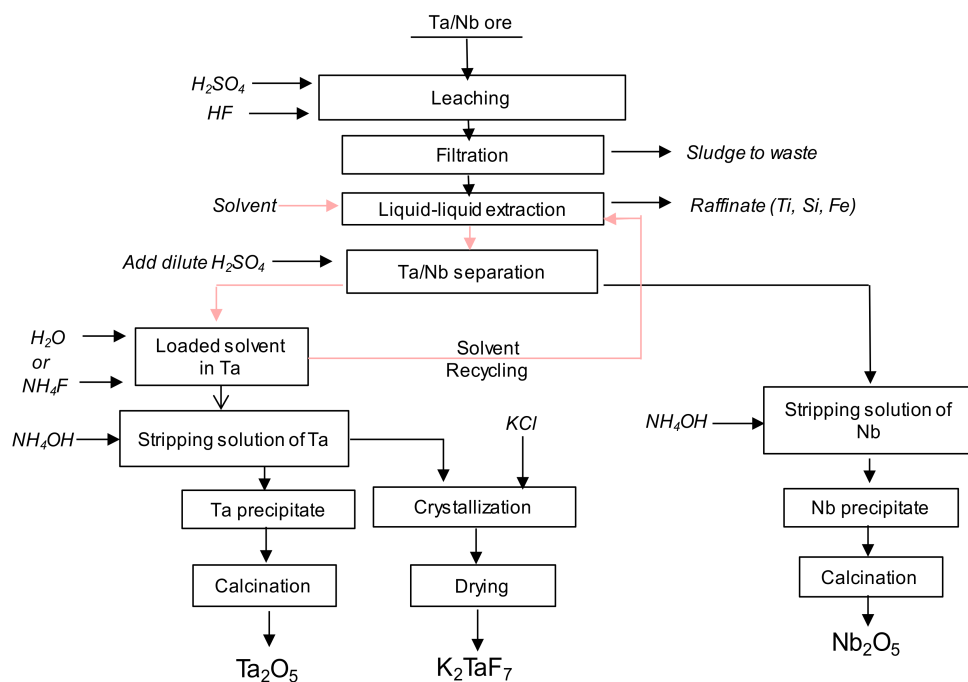 Ta/Nb ore
H₂SO₄
HF
Leaching
Filtration
Sludge to waste
Solvent
Liquid-liquid extraction
Raffinate (Ti, Si, Fe)
Add dilute H₂SO₄
Ta/Nb separation
H₂O
or
NH₄F
Loaded solvent
in Ta
Solvent
Recycling
NH₄OH
Stripping solution of Ta
KCl
NH₄OH
Stripping solution of
Nb
Ta precipitate
Crystallization
Nb precipitate
Calcination
Drying
Calcination
Ta₂O₅
K₂TaF₇
Nb₂O₅